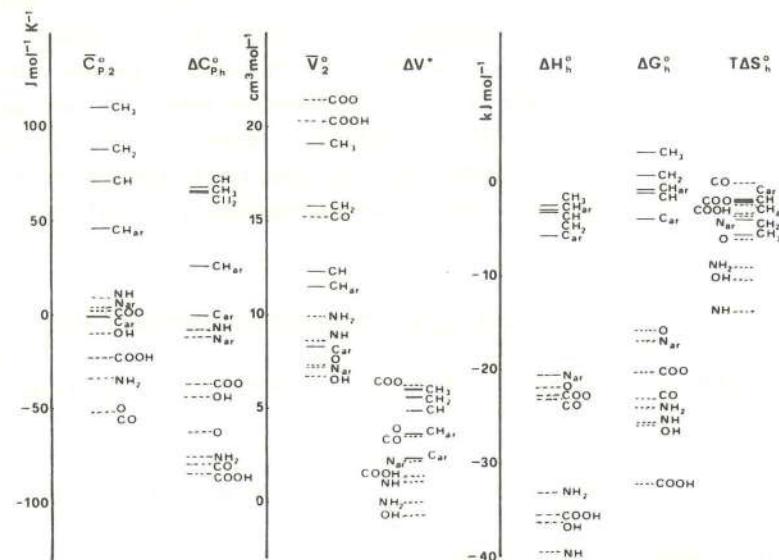 J mol⁻¹ K⁻¹
C̄°P,2
ΔC°P,h
100
50
0
-50
-100
CH₃
CH₂
CH
CHar
NH
Nar
COO
Car
OH
COOH
NH₂
O
CO
CH
CH₃
CH₂
CHar
Car
NH
Nar
COO
OH
O
NH₂
CO
COOH
cm³ mol⁻¹
V̄°2
ΔV*
20
15
10
5
0
COO
COOH
CH₃
CH₂
CO
CH
CHar
NH₂
NH
Car
O
Nar
OH
COO
CH₃
CH₂
CH
O
CO
CHar
Nar
Car
COOH
NH
NH₂
OH
kJ mol⁻¹
ΔH°h
ΔG°h
TΔS°h
0
-10
-20
-30
-40
CH₃
CHar
CH
CH₂
Car
Nar
O
COO
CO
NH₂
COOH
OH
NH
CH₃
CH₂
CHar
CH
Car
O
Nar
COO
CO
NH₂
NH
OH
COOH
CO
Car
COO
CH
COOH
Nar
CH₂
O
CH₃
NH₂
OH
NH